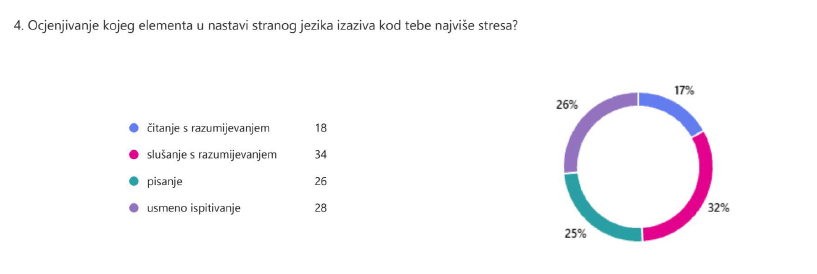 4. Ocjenjivanje kojeg elementa u nastavi stranog jezika izaziva kod tebe najviše stresa?
čitanje s razumijevanjem 18
slušanje s razumijevanjem 34
pisanje 26
usmeno ispitivanje 28
17%
26%
32%
25%